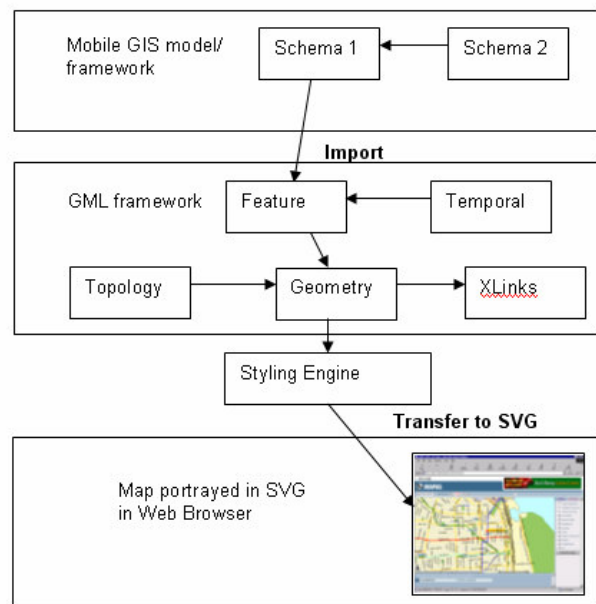 Mobile GIS model/
framework
Schema 1
Schema 2
Import
GML framework
Feature
Temporal
Topology
Geometry
XLinks
Styling Engine
Transfer to SVG
Map portrayed in SVG
in Web Browser